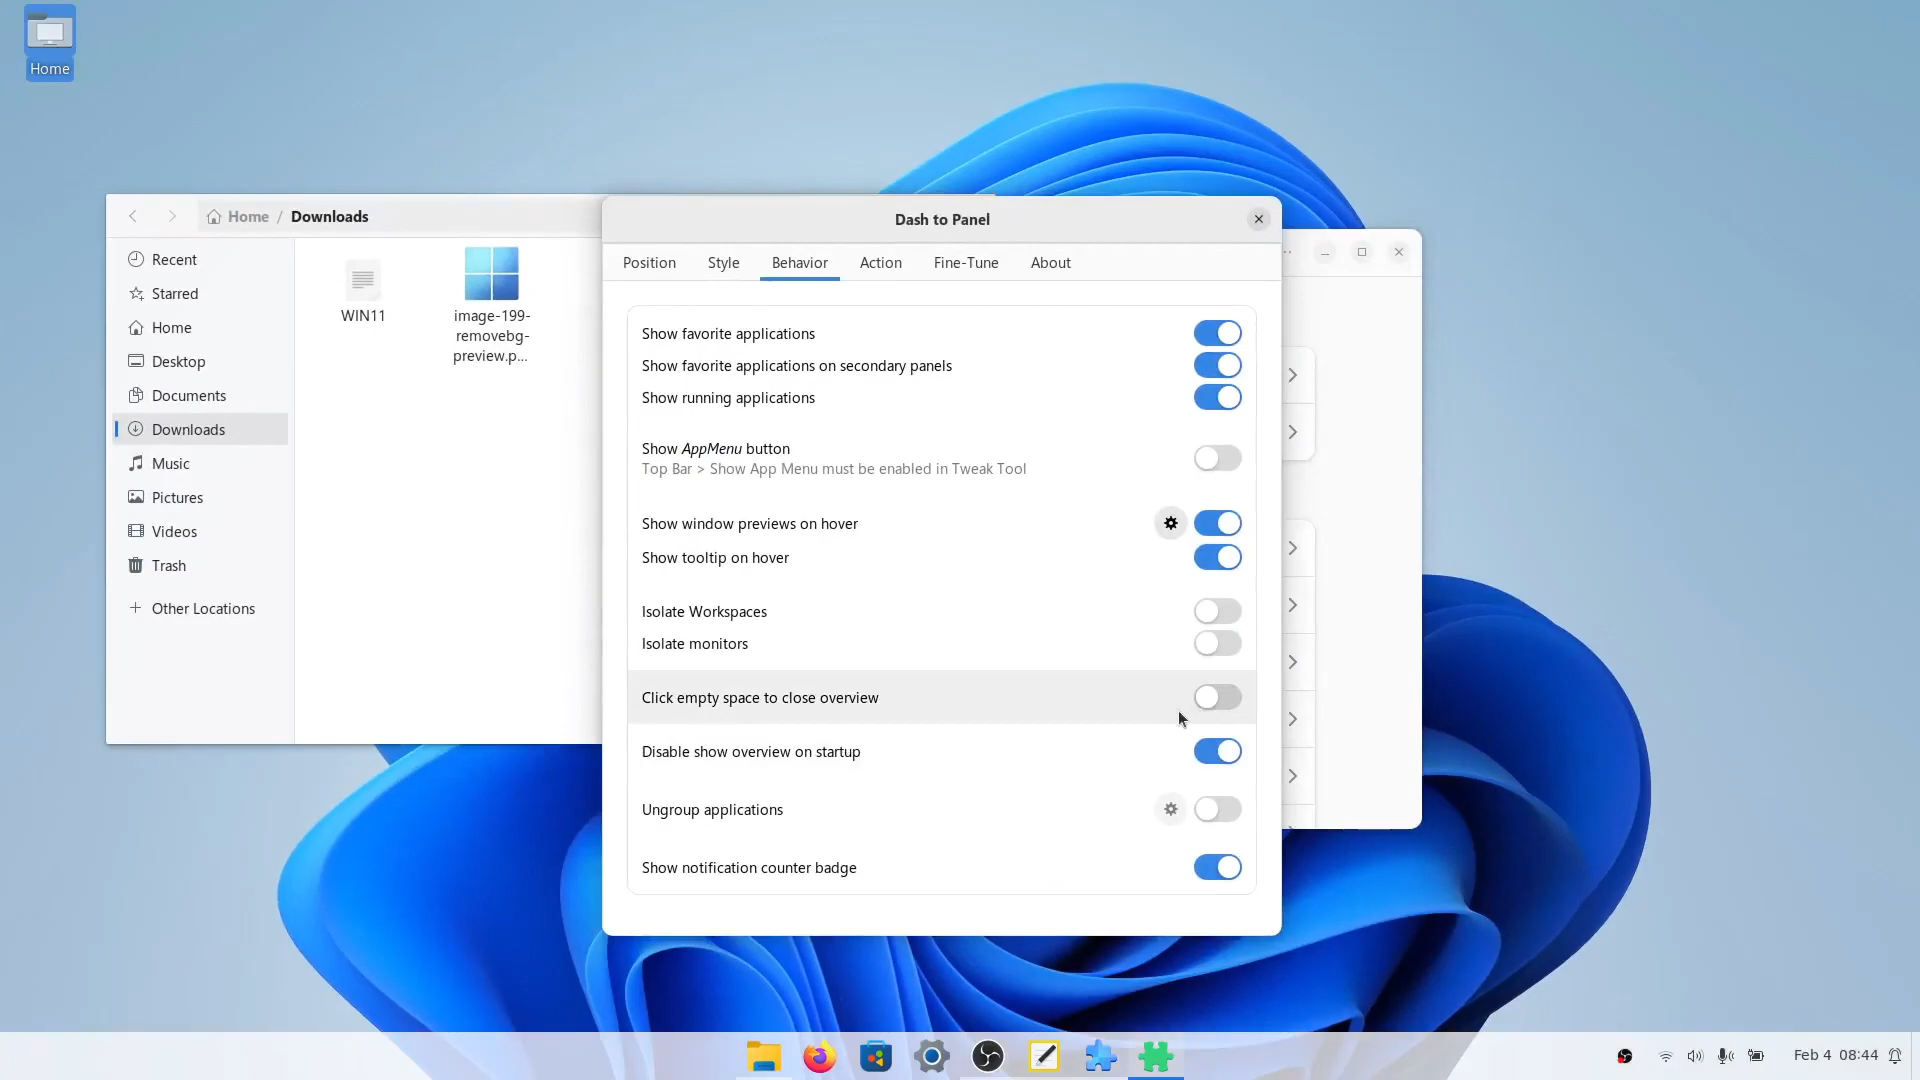 Home
Home / Downloads
Recent
Starred
Home
Desktop
Documents
Downloads
Music
Pictures
Videos
Trash
Other Locations
WIN11
image-199-
removebg-
preview.p...
Dash to Panel
Position Style Behavior Action Fine-Tune About
Show favorite applications
Show favorite applications on secondary panels
Show running applications
Show AppMenu button
Top Bar > Show App Menu must be enabled in Tweak Tool
Show window previews on hover
Show tooltip on hover
Isolate Workspaces
Isolate monitors
Click empty space to close overview
Disable show overview on startup
Ungroup applications
Show notification counter badge
Feb 4 08:44